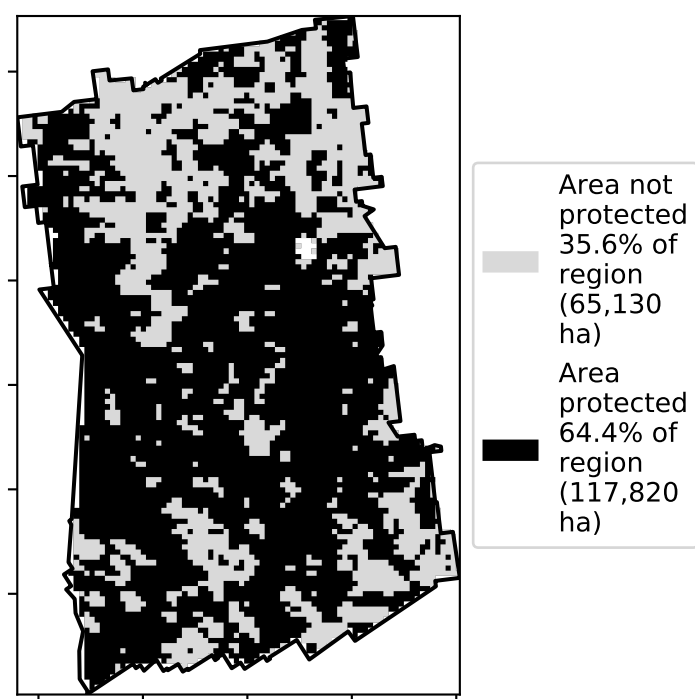 Area not
protected
35.6% of
region
(65,130
ha)
Area
protected
64.4% of
region
(117,820
ha)